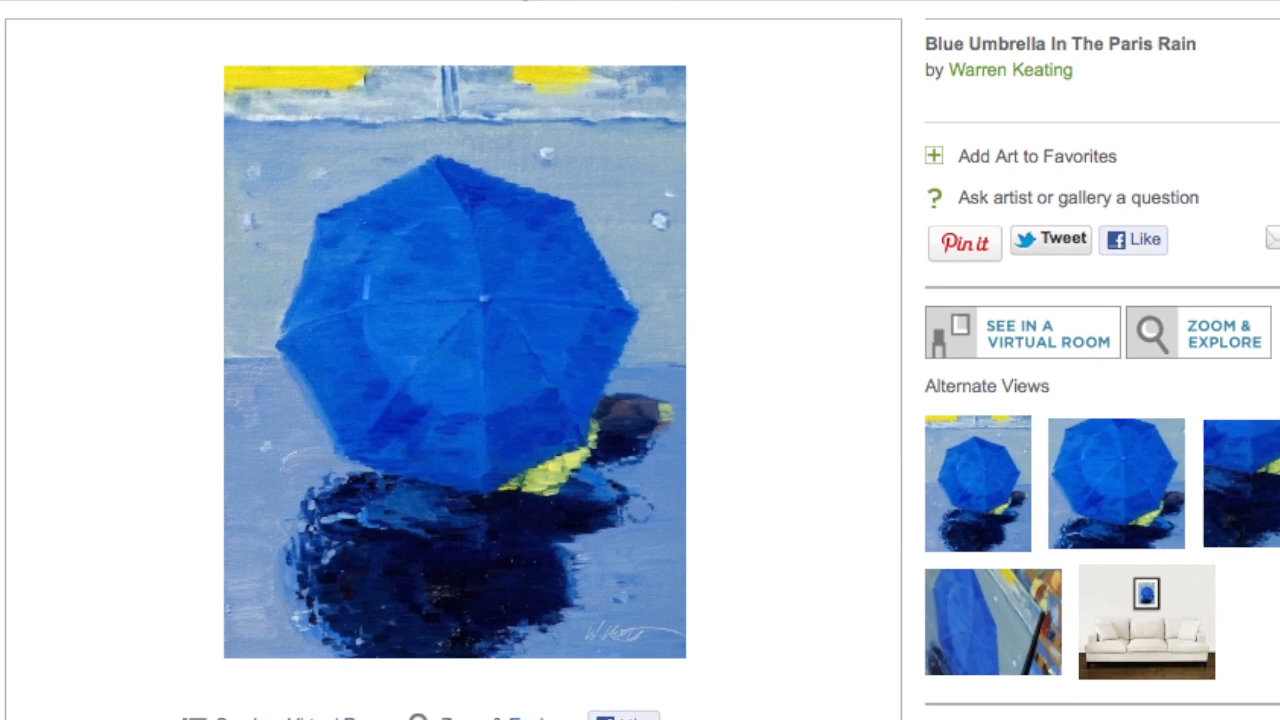 Blue Umbrella In The Paris Rain
by Warren Keating
Add Art to Favorites
Ask artist or gallery a question
Pin it
Tweet
Like
SEE IN A
VIRTUAL ROOM
ZOOM &
EXPLORE
Alternate Views